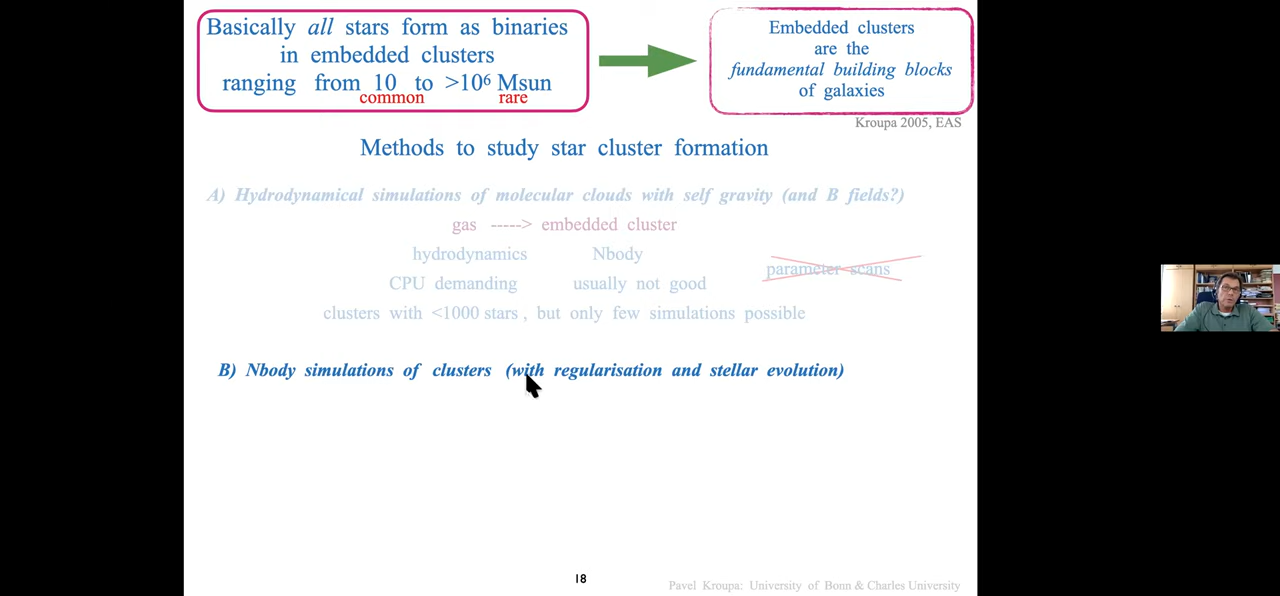 Basically all stars form as binaries
in embedded clusters
ranging from 10 to >10⁶ Msun
common rare
Embedded clusters
are the
fundamental building blocks
of galaxies
Kroupa 2005, EAS
Methods to study star cluster formation
A) Hydrodynamical simulations of molecular clouds with self gravity (and B fields?)
gas -----> embedded cluster
hydrodynamics Nbody
CPU demanding usually not good
parameter scans
clusters with <1000 stars , but only few simulations possible
B) Nbody simulations of clusters (with regularisation and stellar evolution)
18
Pavel Kroupa: University of Bonn & Charles University